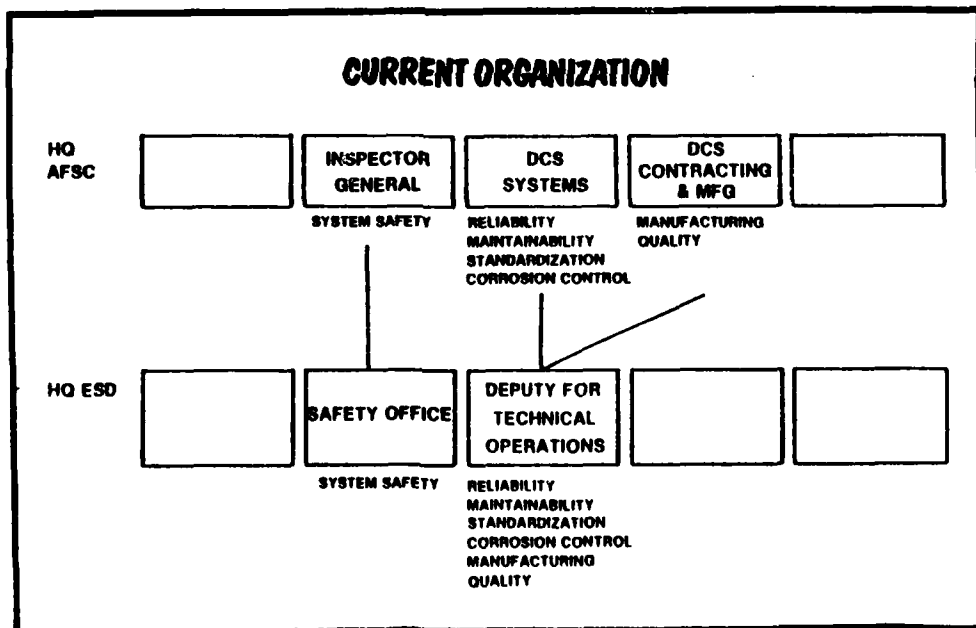 CURRENT ORGANIZATION
HQ
AFSC
INSPECTOR
GENERAL
DCS
SYSTEMS
DCS
CONTRACTING
& MFG
SYSTEM SAFETY
RELIABILITY
MAINTAINABILITY
STANDARDIZATION
CORROSION CONTROL
MANUFACTURING
QUALITY
HQ ESD
SAFETY OFFICE
DEPUTY FOR
TECHNICAL
OPERATIONS
SYSTEM SAFETY
RELIABILITY
MAINTAINABILITY
STANDARDIZATION
CORROSION CONTROL
MANUFACTURING
QUALITY